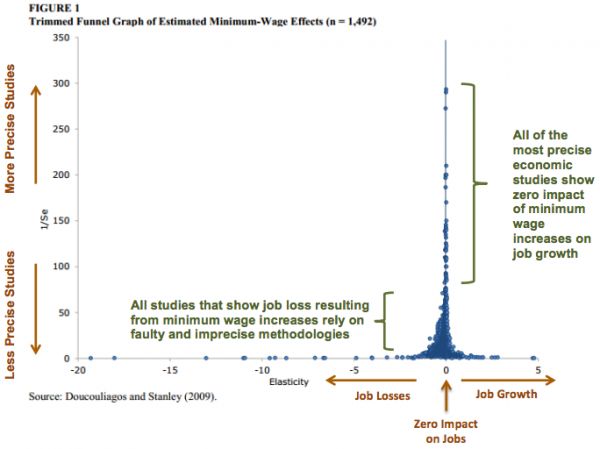 FIGURE 1
Trimmed Funnel Graph of Estimated Minimum-Wage Effects (n = 1,492)
More Precise Studies
Less Precise Studies
1/Se
350
300
250
200
150
100
50
0
All of the
most precise
economic
studies show
zero impact
of minimum
wage
increases on
job growth
All studies that show job loss resulting
from minimum wage increases rely on
faulty and imprecise methodologies
-20
-15
-10
-5
0
5
Elasticity
Job Losses
Job Growth
Source: Doucouliagos and Stanley (2009).
Zero Impact
on Jobs